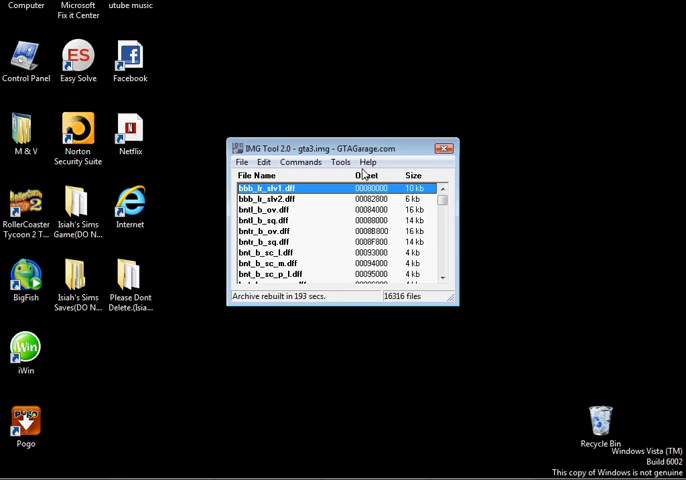 Computer
Microsoft
Fix it Center
utube music
Control Panel
Easy Solve
Facebook
M & V
Norton
Security Suite
Netflix
RollerCoaster
Tycoon 2 T...
Isiah's Sims
Game(DO N...
Internet
BigFish
Isiah's Sims
Saves(DO N...
Please Dont
Delete.(Isia...
iWin
POGO
Pogo
IMG Tool 2.0 - gta3.img - GTAGarage.com
File Edit Commands Tools Help
File Name Offset Size
bbb_lr_slv1.dff 00080000 10 kb
bbb_lr_slv2.dff 00082800 6 kb
bntl_b_ov.dff 00084000 16 kb
bntl_b_sq.dff 00088000 14 kb
bntr_b_ov.dff 0008B800 16 kb
bntr_b_sq.dff 0008F800 14 kb
bnt_b_sc_l.dff 00093000 4 kb
bnt_b_sc_m.dff 00094000 4 kb
bnt_b_sc_p_l.dff 00095000 4 kb
Archive rebuilt in 193 secs. 16316 files
Recycle Bin
Windows Vista (TM)
Build 6002
This copy of Windows is not genuine